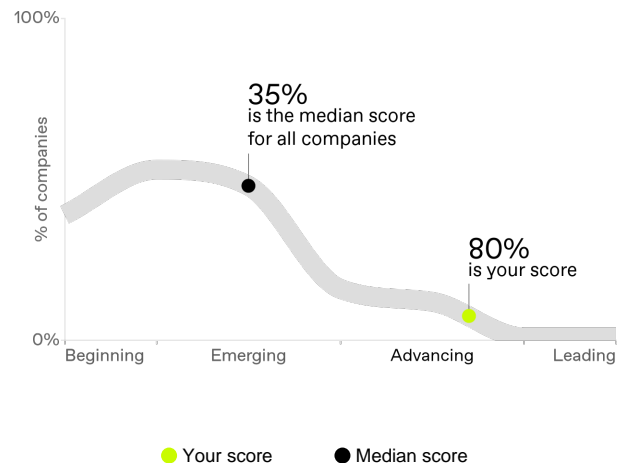 100%
35%
is the median score
for all companies
% of companies
80%
is your score
0%
Beginning Emerging Advancing Leading
Your score Median score